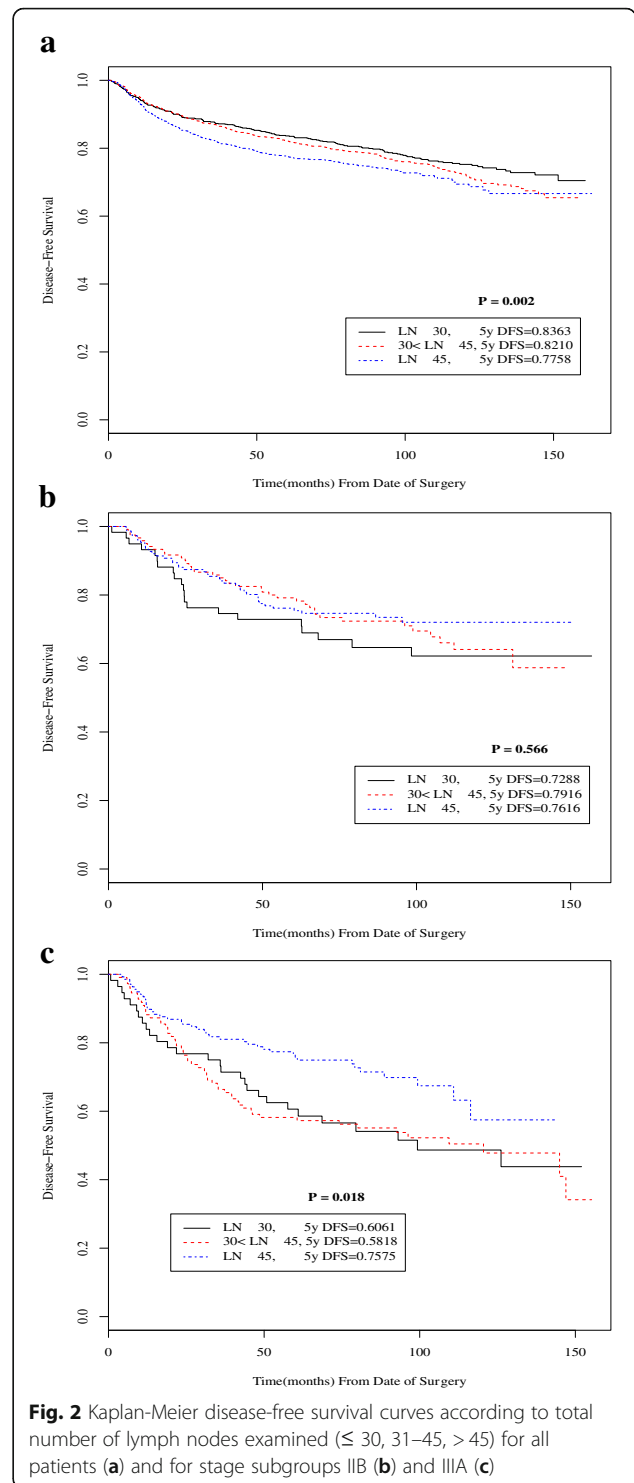 a
1.0
0.8
0.6
0.4
0.2
0.0
Disease−Free Survival
P = 0.002
LN 30, 5y DFS=0.8363
30< LN 45, 5y DFS=0.8210
LN 45, 5y DFS=0.7758
0 50 100 150
Time(months) From Date of Surgery
b
1.0
0.8
0.6
0.4
0.2
0.0
Disease−Free Survival
P = 0.566
LN 30, 5y DFS=0.7288
30< LN 45, 5y DFS=0.7916
LN 45, 5y DFS=0.7616
0 50 100 150
Time(months) From Date of Surgery
c
1.0
0.8
0.6
0.4
0.2
0.0
Disease−Free Survival
P = 0.018
LN 30, 5y DFS=0.6061
30< LN 45, 5y DFS=0.5818
LN 45, 5y DFS=0.7575
0 50 100 150
Time(months) From Date of Surgery
Fig. 2 Kaplan-Meier disease-free survival curves according to total
number of lymph nodes examined (≤ 30, 31–45, > 45) for all
patients (a) and for stage subgroups IIB (b) and IIIA (c)